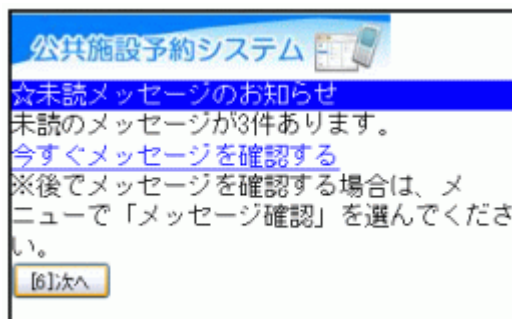 公共施設予約システム
☆未読メッセージのお知らせ
未読のメッセージが3件あります。
今すぐメッセージを確認する
※後でメッセージを確認する場合は、メ
ニューで「メッセージ確認」を選んでくださ
い。
[6]次へ